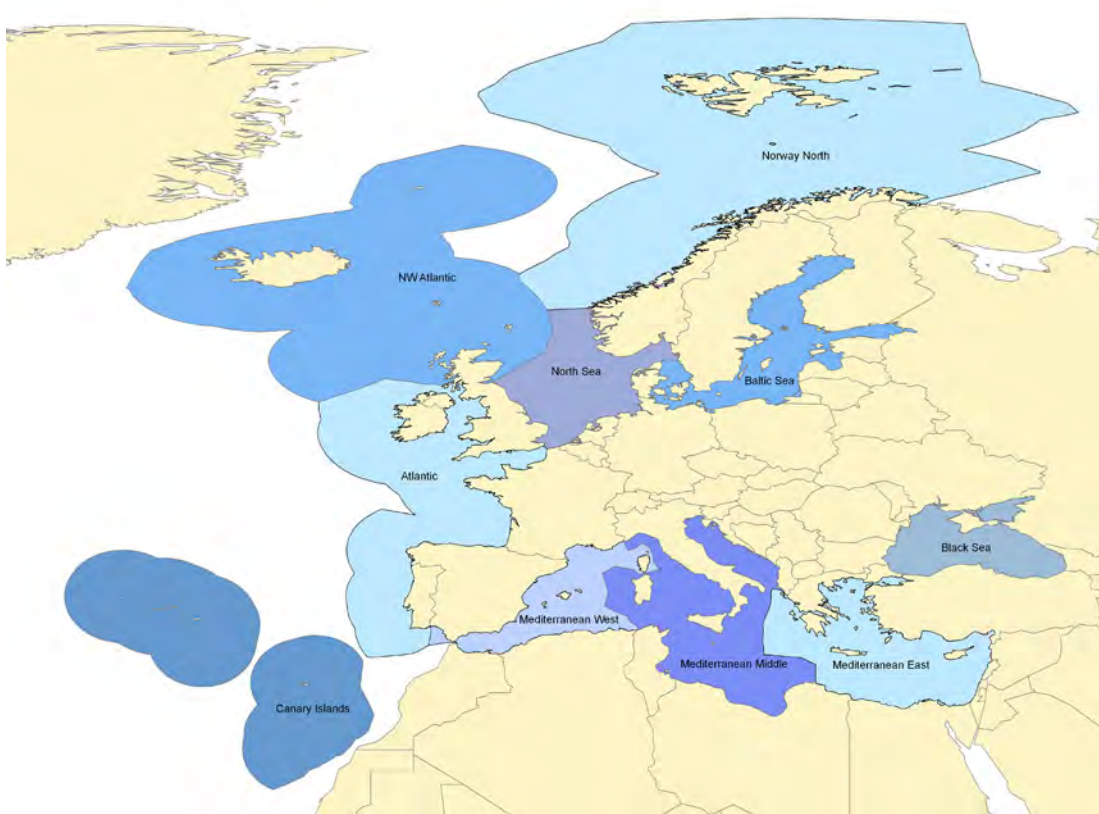 Norway North
NW Atlantic
North Sea
Baltic Sea
Atlantic
Black Sea
Mediterranean West
Mediterranean Middle
Mediterranean East
Canary Islands